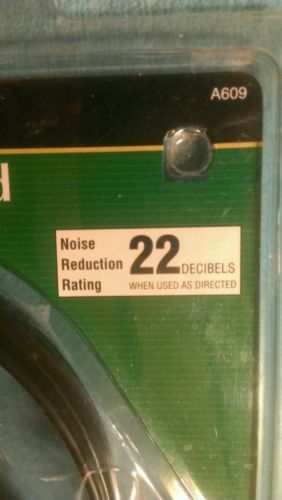 A609
Noise
Reduction
Rating
22 DECIBELS
WHEN USED AS DIRECTED